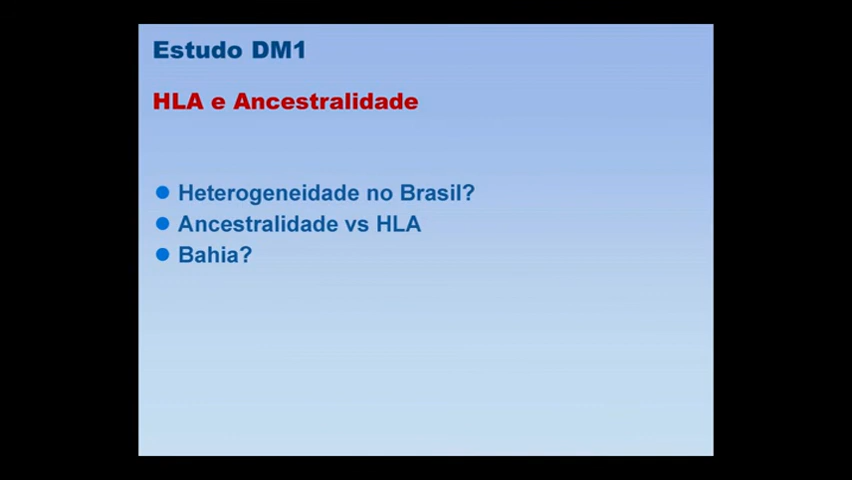 Estudo DM1
HLA e Ancestralidade
Heterogeneidade no Brasil?
Ancestralidade vs HLA
Bahia?